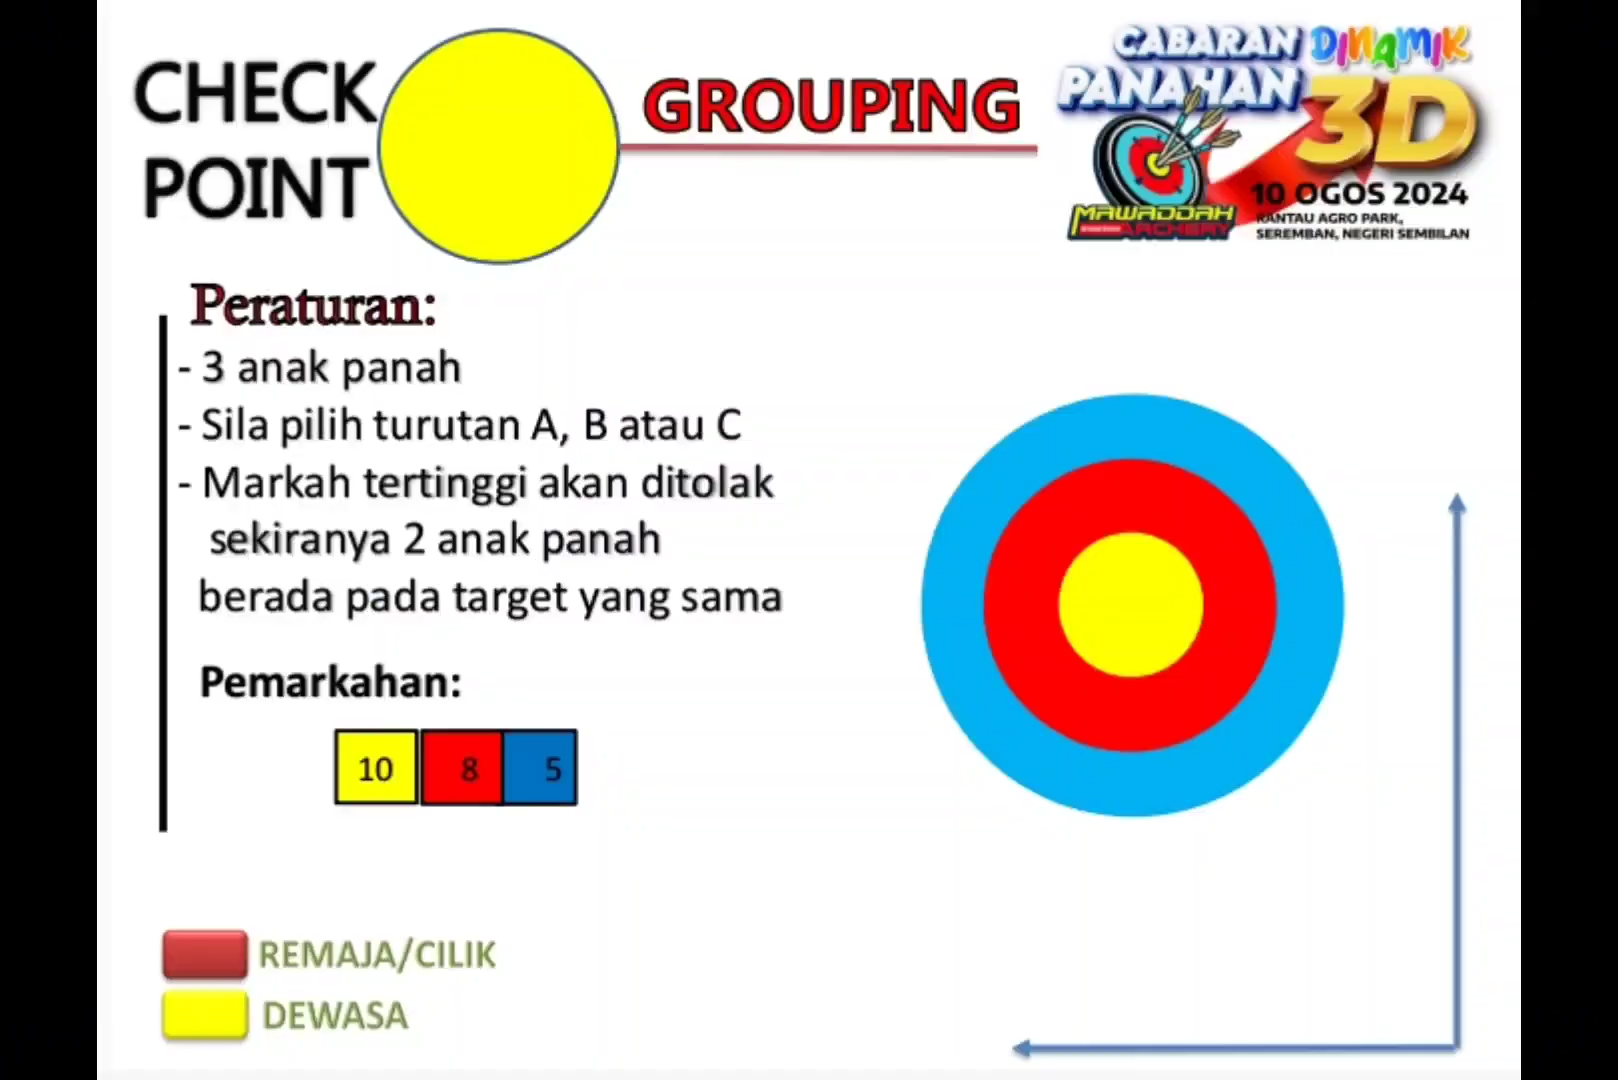 CHECK
POINT
GROUPING
CABARAN DINAMIK
PANAHAN 3D
MAWADDAH
ARCHERY
10 OGOS 2024
RANTAU AGRO PARK,
SEREMBAN, NEGERI SEMBILAN
Peraturan:
- 3 anak panah
- Sila pilih turutan A, B atau C
- Markah tertinggi akan ditolak
sekiranya 2 anak panah
berada pada target yang sama
Pemarkahan:
10 8 5
REMAJA/CILIK
DEWASA